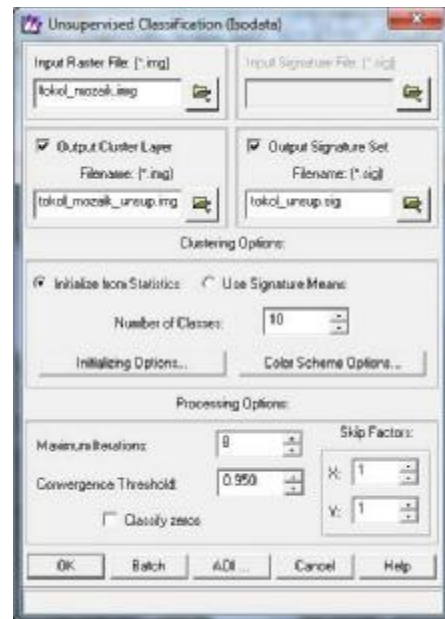 Unsupervised Classification (Isodata)
Input Raster File: (*.img)
Input Signature File: (*.sig)
tokol_mozaik.img
Output Cluster Layer
Output Signature Set
Filename: (*.img)
Filename: (*.sig)
tokol_mozaik_unsup.img
tokol_unsup.sig
Clustering Options:
Initialize from Statistics
Use Signature Means
Number of Classes:
10
Initializing Options...
Color Scheme Options...
Processing Options:
Maximum Iterations:
Skip Factors:
Convergence Threshold:
0.950
X:
1
Classify zeros
Y:
1
OK
Batch
AOI ...
Cancel
Help